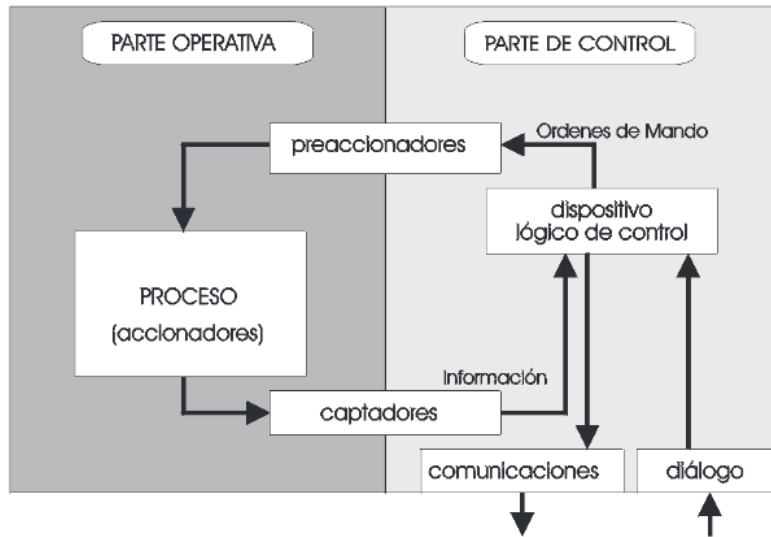 PARTE OPERATIVA
PARTE DE CONTROL
Ordenes de Mando
preaccionadores
dispositivo
lógico de control
PROCESO
(accionadores)
Información
captadores
comunicaciones
diálogo